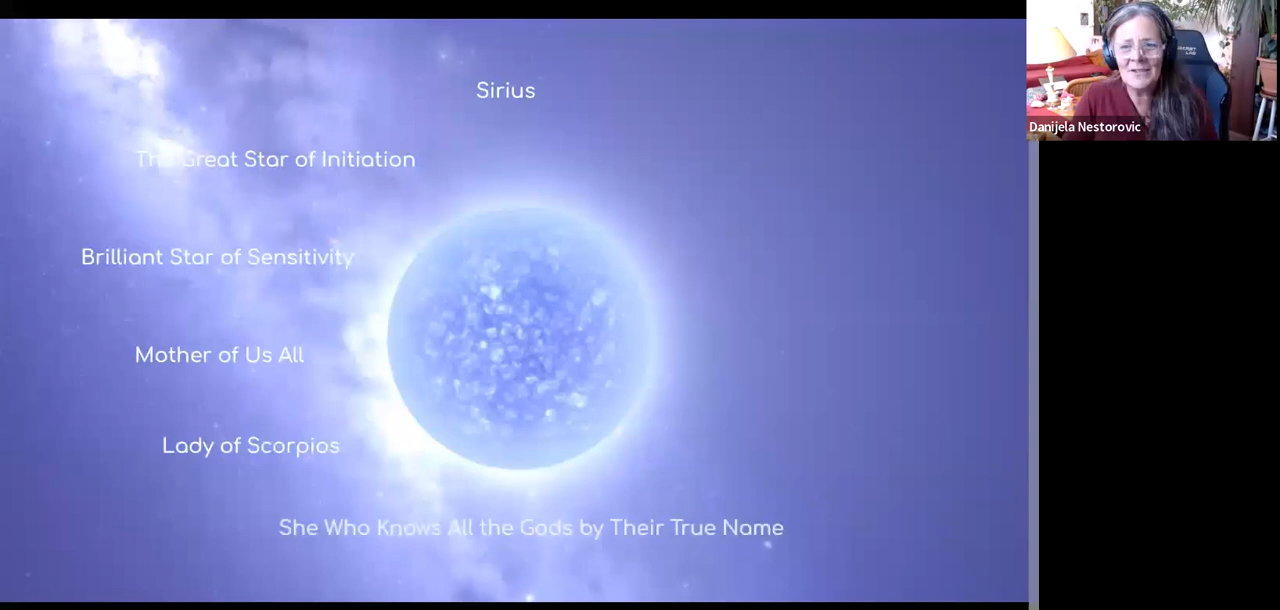 Sirius
The Great Star of Initiation
Brilliant Star of Sensitivity
Mother of Us All
Lady of Scorpios
She Who Knows All the Gods by Their True Name
Danijela Nestorovic